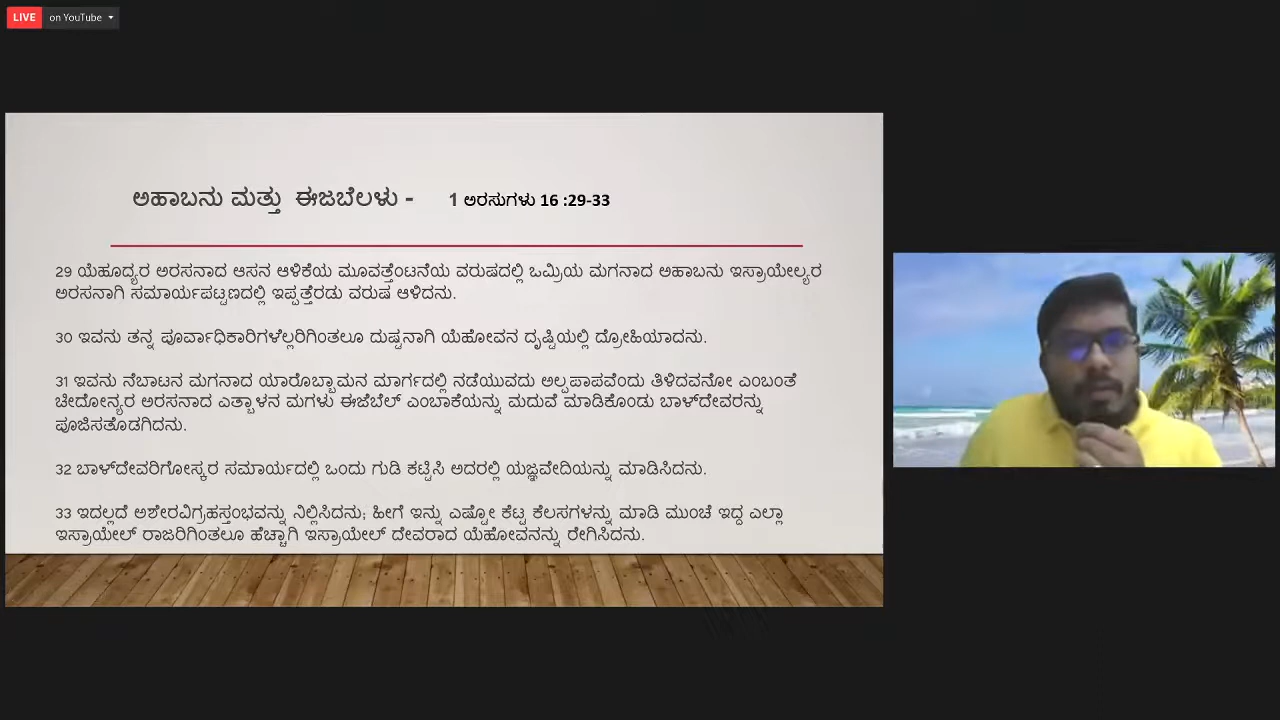 LIVE on YouTube
ಅಹಾಬನು ಮತ್ತು ಈಜಬೆಲಳು - 1 ಅರಸುಗಳು 16 :29-33
29 ಯೆಹೂದ್ಯರ ಅರಸನಾದ ಆಸನ ಆಳಿಕೆಯ ಮೂವತ್ತೆಂಟನೆಯ ವರುಷದಲ್ಲಿ ಒಮ್ರಿಯ ಮಗನಾದ ಅಹಾಬನು ಇಸ್ರಾಯೇಲ್ಯರ
ಅರಸನಾಗಿ ಸಮಾರ್ಯಪಟ್ಟಣದಲ್ಲಿ ಇಪ್ಪತ್ತೆರಡು ವರುಷ ಆಳಿದನು.
30 ಇವನು ತನ್ನ ಪೂರ್ವಾಧಿಕಾರಿಗಳೆಲ್ಲರಿಗಿಂತಲೂ ದುಷ್ಟನಾಗಿ ಯೆಹೋವನ ದೃಷ್ಟಿಯಲ್ಲಿ ದ್ರೋಹಿಯಾದನು.
31 ಇವನು ನೆಬಾಟನ ಮಗನಾದ ಯಾರೊಬ್ಬಾಮನ ಮಾರ್ಗದಲ್ಲಿ ನಡೆಯುವದು ಅಲ್ಪಪಾಪವೆಂದು ತಿಳಿದವನೋ ಎಂಬಂತೆ
ಚೀದೋನ್ಯರ ಅರಸನಾದ ಎತ್ಬಾಳನ ಮಗಳು ಈಜೆಬೆಲ್ ಎಂಬಾಕೆಯನ್ನು ಮದುವೆ ಮಾಡಿಕೊಂಡು ಬಾಳ್‌ದೇವರನ್ನು
ಪೂಜಿಸತೊಡಗಿದನು.
32 ಬಾಳ್‌ದೇವರಿಗೋಸ್ಕರ ಸಮಾರ್ಯದಲ್ಲಿ ಒಂದು ಗುಡಿ ಕಟ್ಟಿಸಿ ಅದರಲ್ಲಿ ಯಜ್ಞವೇದಿಯನ್ನು ಮಾಡಿಸಿದನು.
33 ಇದಲ್ಲದೆ ಅಶೇರವಿಗ್ರಹಸ್ತಂಭವನ್ನು ನಿಲ್ಲಿಸಿದನು; ಹೀಗೆ ಇನ್ನು ಎಷ್ಟೋ ಕೆಟ್ಟ ಕೆಲಸಗಳನ್ನು ಮಾಡಿ ಮುಂಚೆ ಇದ್ದ ಎಲ್ಲಾ
ಇಸ್ರಾಯೇಲ್ ರಾಜರಿಗಿಂತಲೂ ಹೆಚ್ಚಾಗಿ ಇಸ್ರಾಯೇಲ್ ದೇವರಾದ ಯೆಹೋವನನ್ನು ರೇಗಿಸಿದನು.